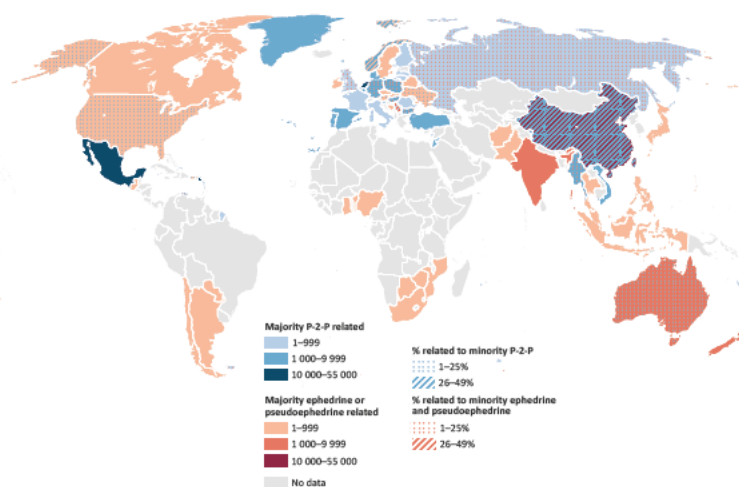 Majority P-2-P related
1–999
1 000–9 999
10 000–55 000
Majority ephedrine or
pseudoephedrine related
1–999
1 000–9 999
10 000–55 000
No data
% related to minority P-2-P
1–25%
26–49%
% related to minority ephedrine
and pseudoephedrine
1–25%
26–49%